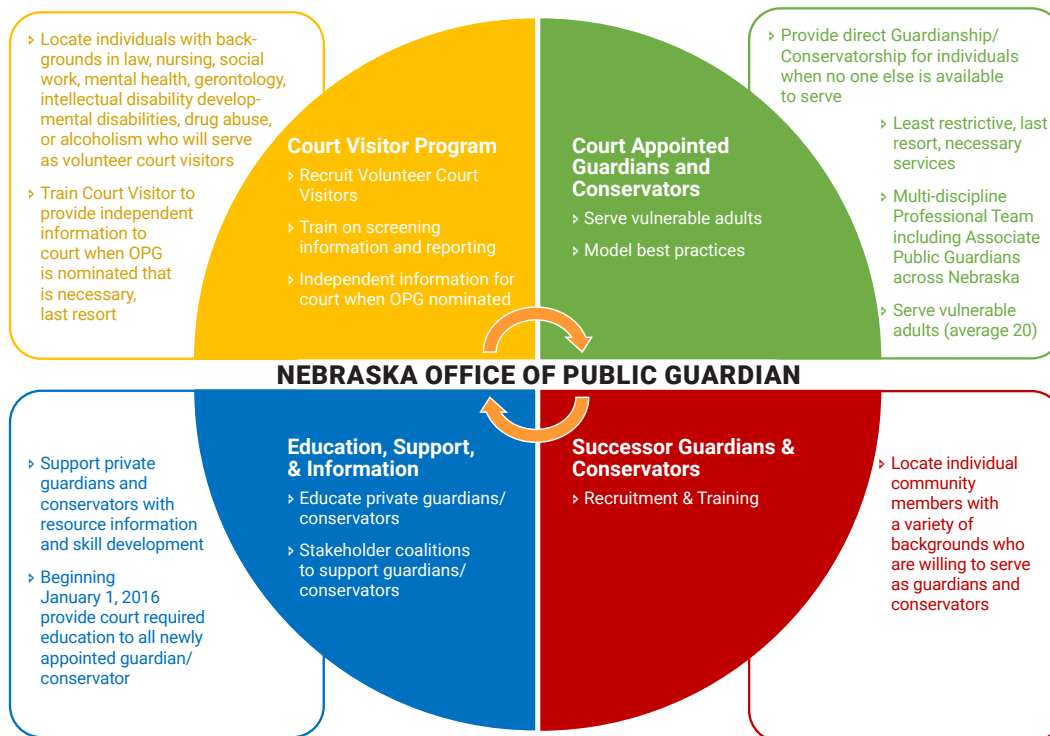 ▹ Locate individuals with back-
grounds in law, nursing, social
work, mental health, gerontology,
intellectual disability develop-
mental disabilities, drug abuse,
or alcoholism who will serve
as volunteer court visitors
▹ Train Court Visitor to
provide independent
information to
court when OPG
is nominated that
is necessary,
last resort
Court Visitor Program
▹ Recruit Volunteer Court
Visitors
▹ Train on screening
information and reporting
▹ Independent information for
court when OPG nominated
Court Appointed
Guardians and
Conservators
▹ Serve vulnerable adults
▹ Model best practices
▹ Provide direct Guardianship/
Conservatorship for individuals
when no one else is available
to serve
▹ Least restrictive, last
resort, necessary
services
▹ Multi-discipline
Professional Team
including Associate
Public Guardians
across Nebraska
▹ Serve vulnerable
adults (average 20)
NEBRASKA OFFICE OF PUBLIC GUARDIAN
▹ Support private
guardians and
conservators with
resource information
and skill development
▹ Beginning
January 1, 2016
provide court required
education to all newly
appointed guardian/
conservator
Education, Support,
& Information
▹ Educate private guardians/
conservators
▹ Stakeholder coalitions
to support guardians/
conservators
Successor Guardians &
Conservators
▹ Recruitment & Training
▹ Locate individual
community
members with
a variety of
backgrounds who
are willing to serve
as guardians and
conservators